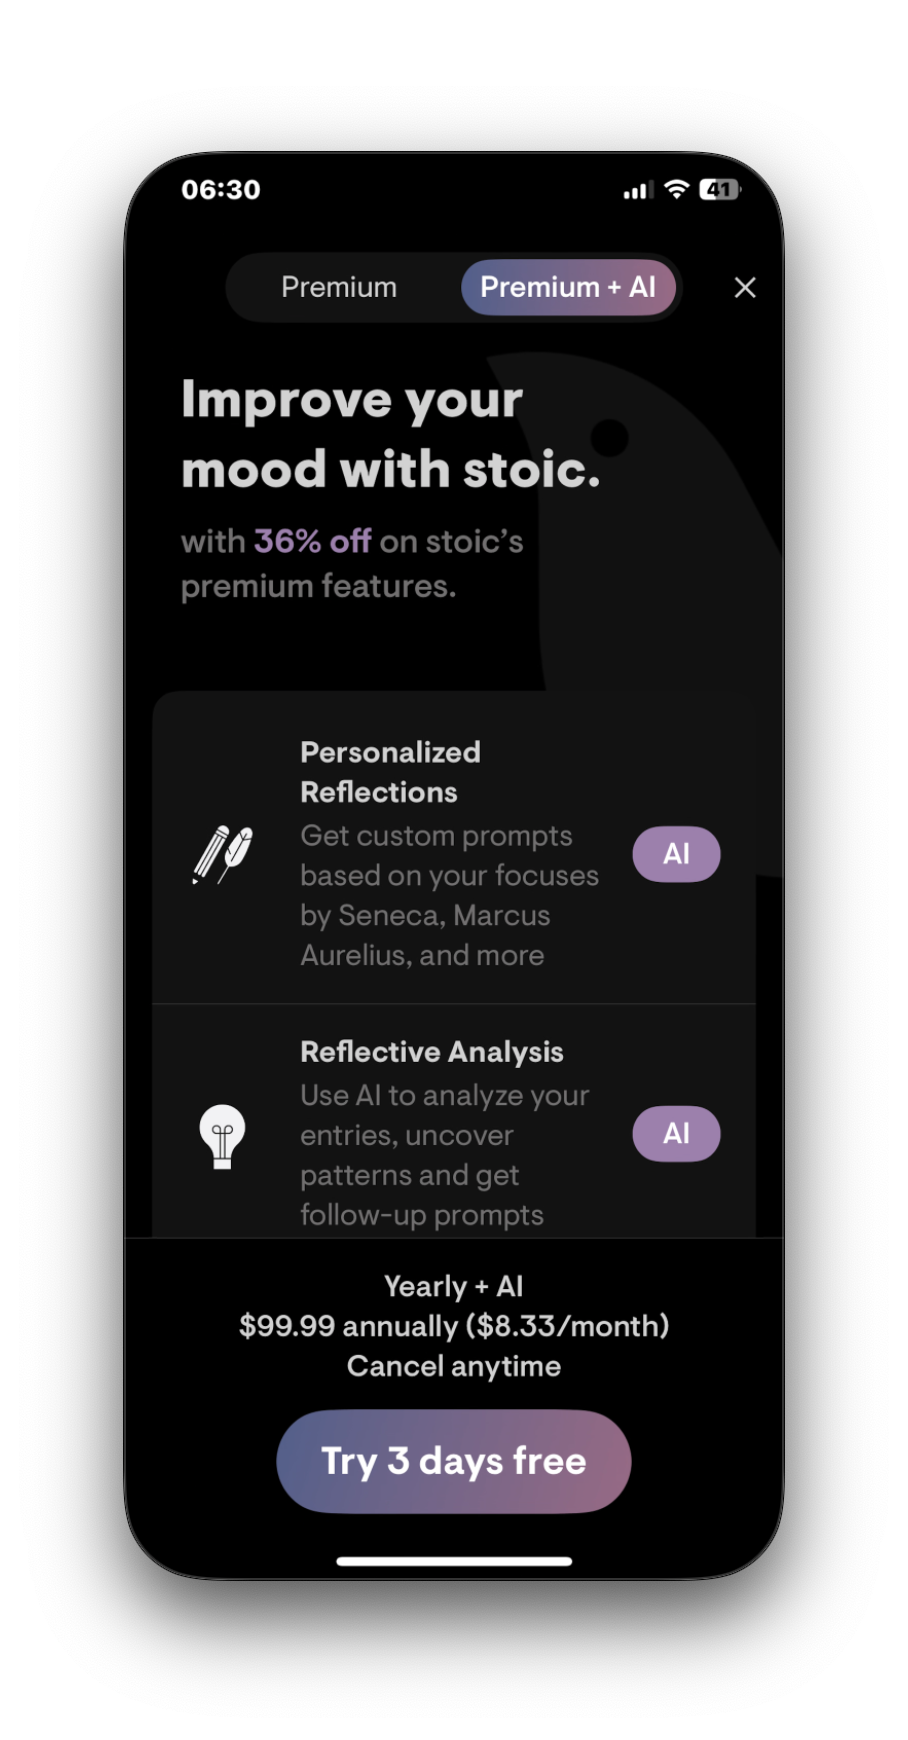 06:30
41
Premium
Premium + AI
Improve your
mood with stoic.
with 36% off on stoic’s
premium features.
Personalized
Reflections
Get custom prompts
based on your focuses
by Seneca, Marcus
Aurelius, and more
AI
Reflective Analysis
Use AI to analyze your
entries, uncover
patterns and get
follow-up prompts
AI
Yearly + AI
$99.99 annually ($8.33/month)
Cancel anytime
Try 3 days free